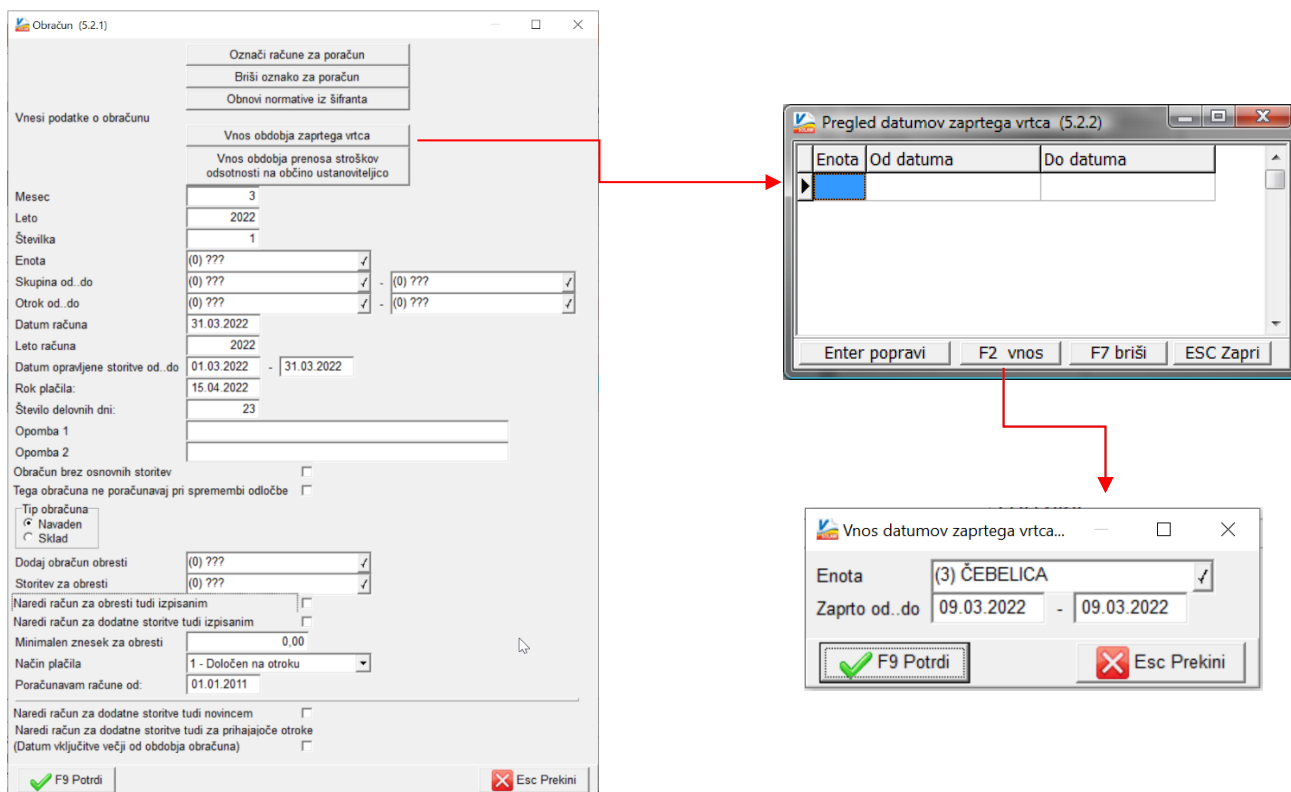 Obračun (5.2.1)
Označi račune za poračun
Briši oznako za poračun
Obnovi normative iz šifranta
Vnesi podatke o obračunu
Vnos obdobja zaprtega vrtca
Vnos obdobja prenosa stroškov
odsotnosti na občino ustanoviteljico
Mesec 3
Leto 2022
Številka 1
Enota (0) ???
Skupina od..do (0) ??? - (0) ???
Otrok od..do (0) ??? - (0) ???
Datum računa 31.03.2022
Leto računa 2022
Datum opravljene storitve od..do 01.03.2022 - 31.03.2022
Rok plačila: 15.04.2022
Število delovnih dni: 23
Opomba 1
Opomba 2
Obračun brez osnovnih storitev
Tega obračuna ne poračunavaj pri spremembi odločbe
Tip obračuna
Navaden
Sklad
Dodaj obračun obresti (0) ???
Storitev za obresti (0) ???
Naredi račun za obresti tudi izpisanim
Naredi račun za dodatne storitve tudi izpisanim
Minimalen znesek za obresti 0,00
Način plačila 1 - Določen na otroku
Poračunavam račune od: 01.01.2011
Naredi račun za dodatne storitve tudi novincem
Naredi račun za dodatne storitve tudi za prihajajoče otroke
(Datum vključitve večji od obdobja obračuna)
F9 Potrdi Esc Prekini
Pregled datumov zaprtega vrtca (5.2.2)
Enota Od datuma Do datuma
Enter popravi F2 vnos F7 briši ESC Zapri
Vnos datumov zaprtega vrtca...
Enota (3) ČEBELICA
Zaprto od..do 09.03.2022 - 09.03.2022
F9 Potrdi Esc Prekini